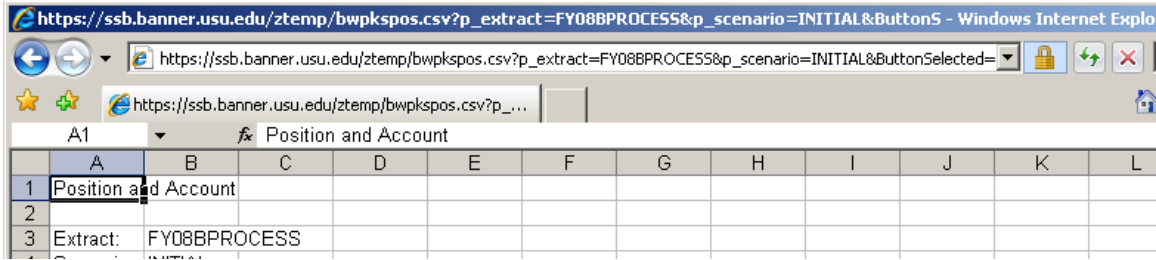 https://ssb.banner.usu.edu/ztemp/bwpkspos.csv?p_extract=FY08BPROCESS&p_scenario=INITIAL&ButtonS - Windows Internet Explo
https://ssb.banner.usu.edu/ztemp/bwpkspos.csv?p_extract=FY08BPROCESS&p_scenario=INITIAL&ButtonSelected=
https://ssb.banner.usu.edu/ztemp/bwpkspos.csv?p_...
A1 fx Position and Account
A B C D E F G H I J K L
1 Position and Account
2
3 Extract: FY08BPROCESS